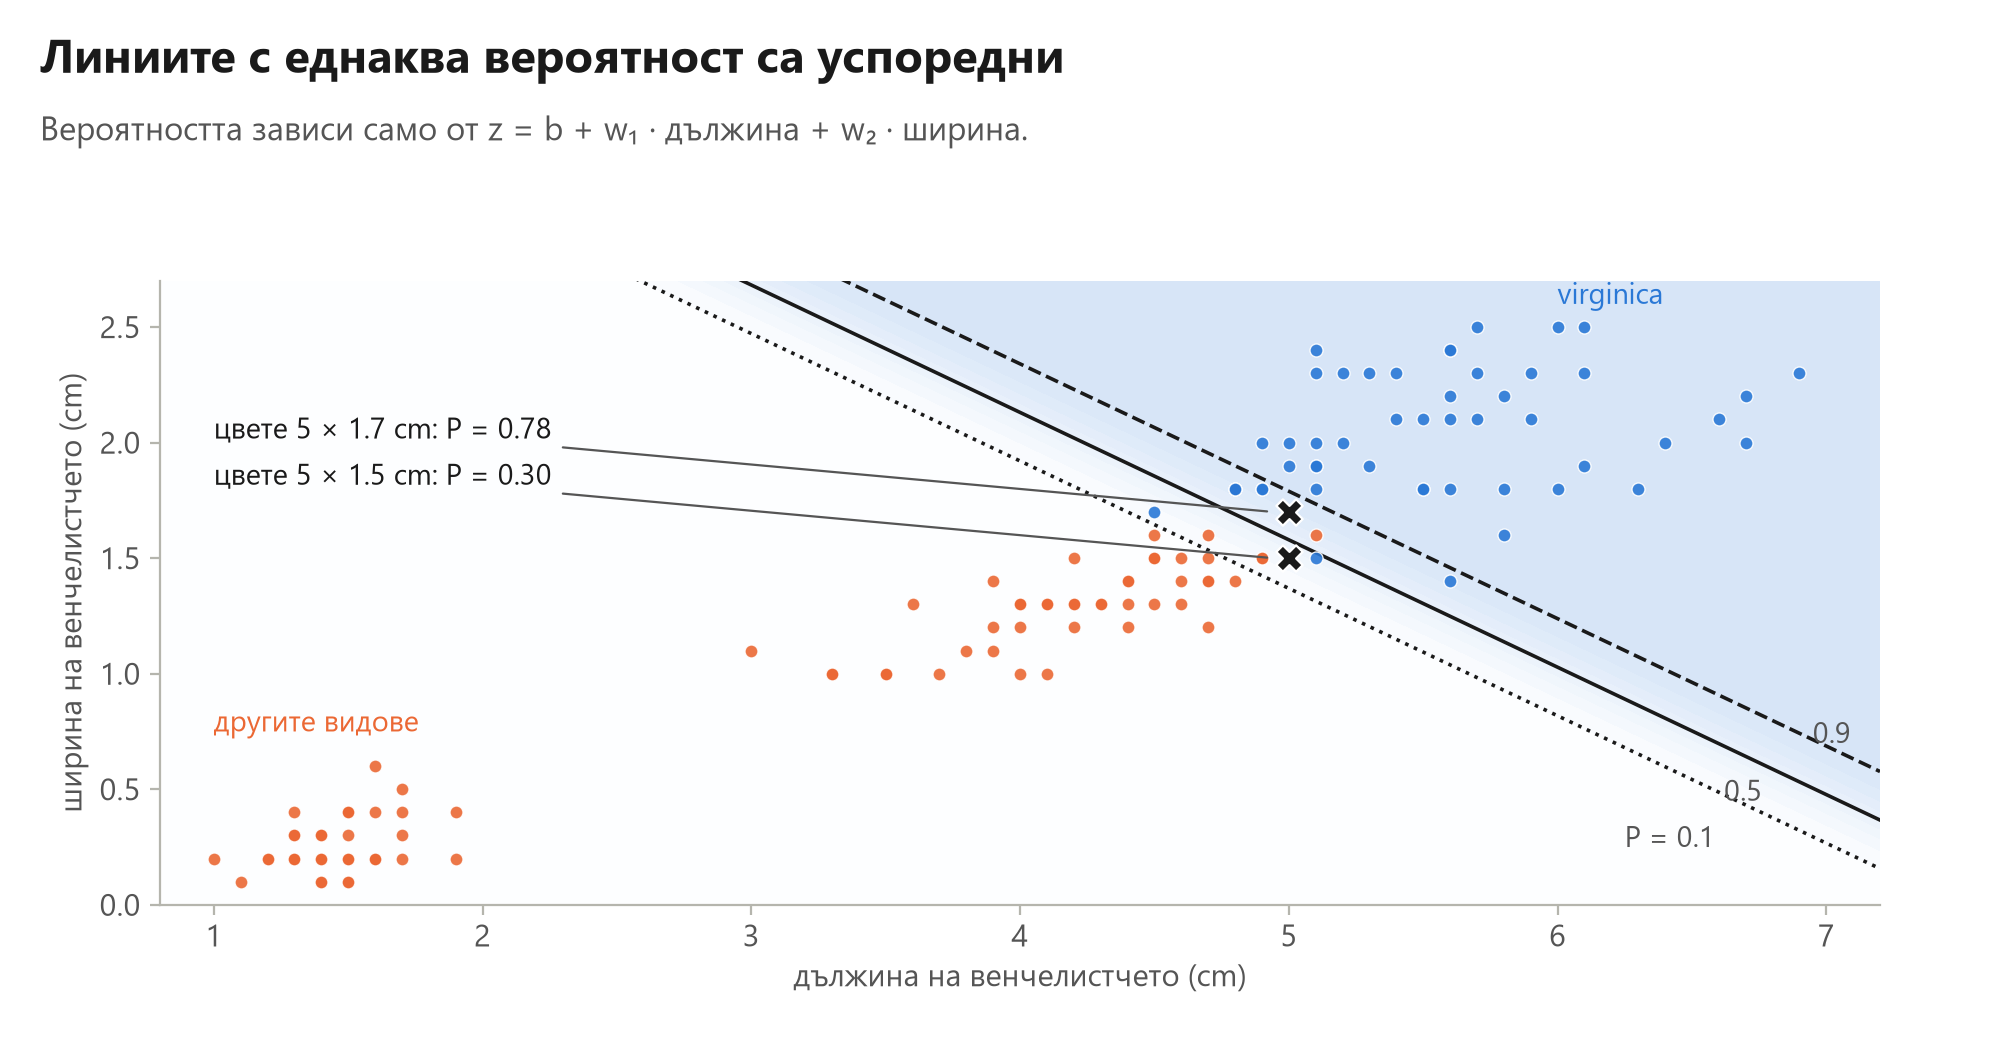 Линиите с еднаква вероятност са успоредни
Вероятността зависи само от z = b + w₁ · дължина + w₂ · ширина.
virginica
2.5
2.0
1.5
1.0
0.5
0.0
ширина на венчелистчето (cm)
цвете 5 × 1.7 cm: P = 0.78
цвете 5 × 1.5 cm: P = 0.30
другите видове
0.9
0.5
P = 0.1
1 2 3 4 5 6 7
дължина на венчелистчето (cm)